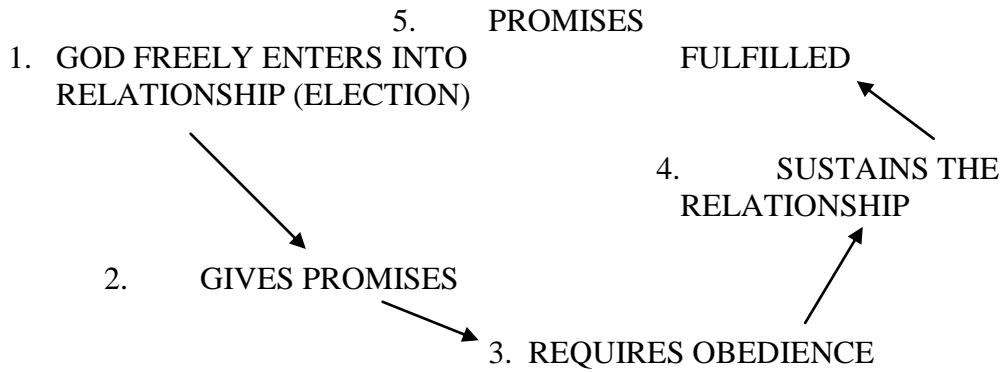 5. PROMISES
1. GOD FREELY ENTERS INTO FULFILLED
RELATIONSHIP (ELECTION)
4. SUSTAINS THE
RELATIONSHIP
2. GIVES PROMISES
3. REQUIRES OBEDIENCE